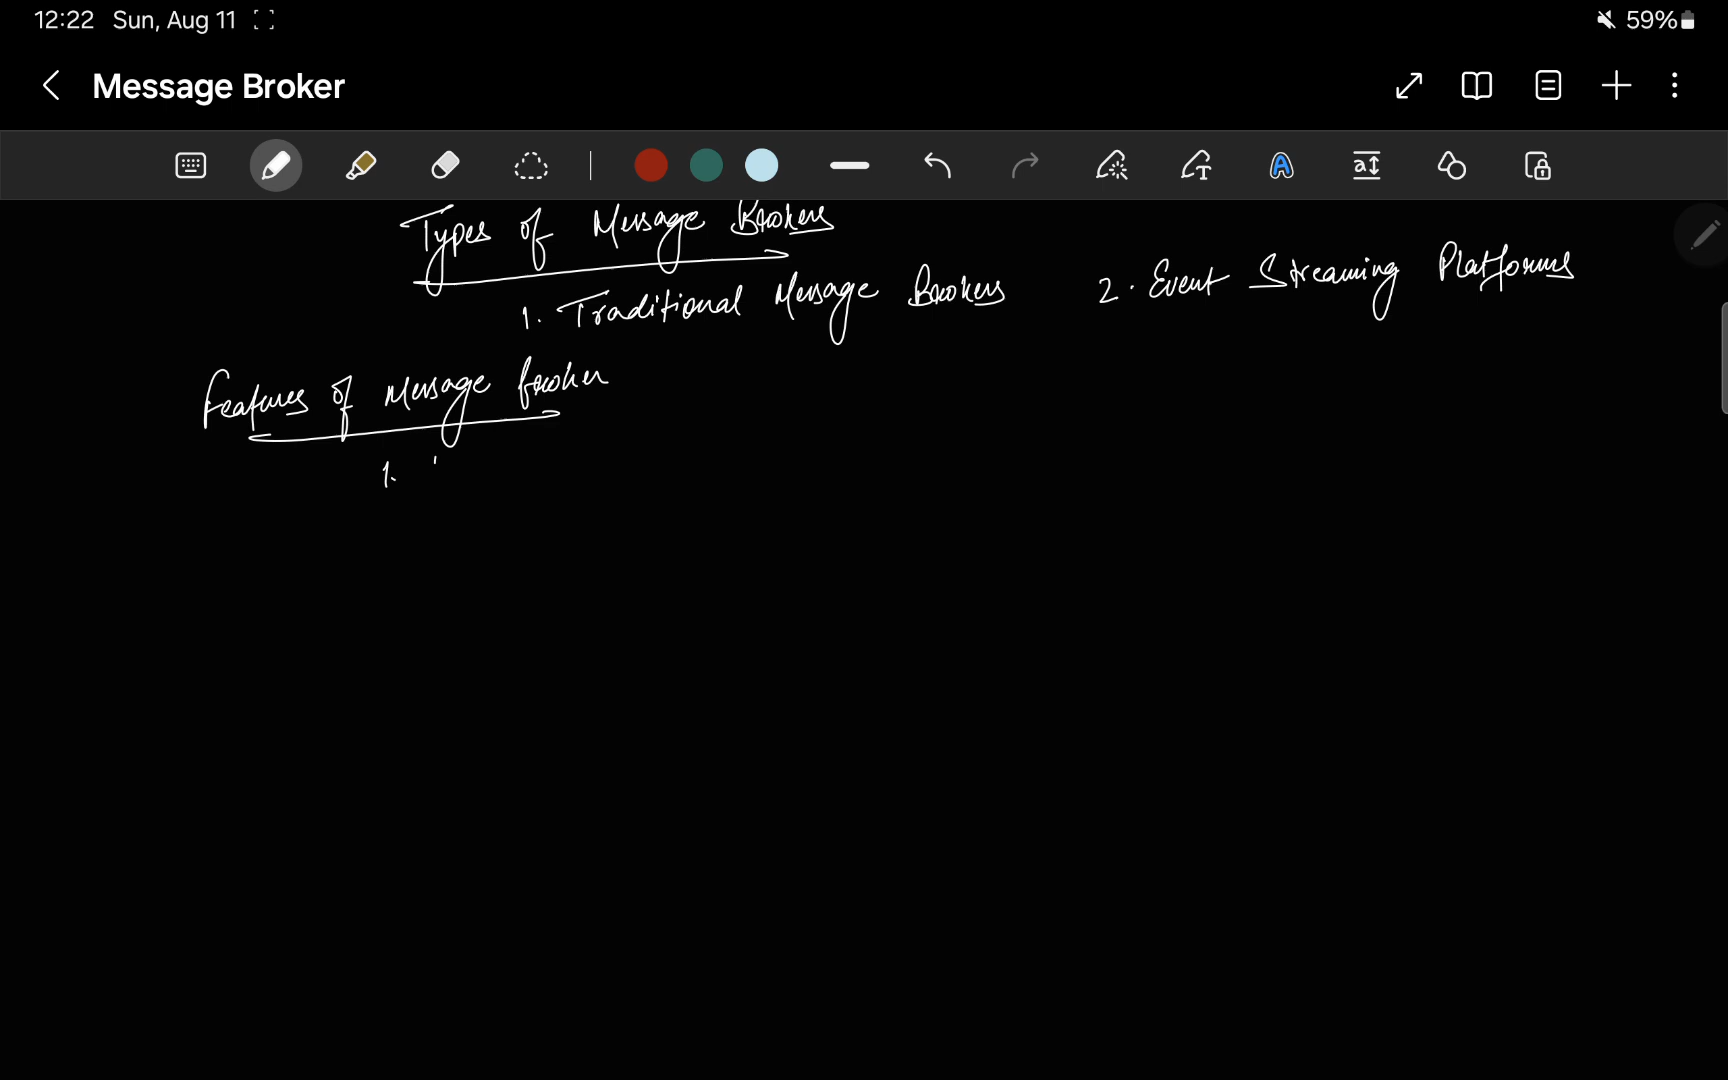 12:22 Sun, Aug 11 59%
Message Broker
Types of Message Brokers
1. Traditional Message Brokers 2. Event Streaming Platforms
Features of Message Broker
1.